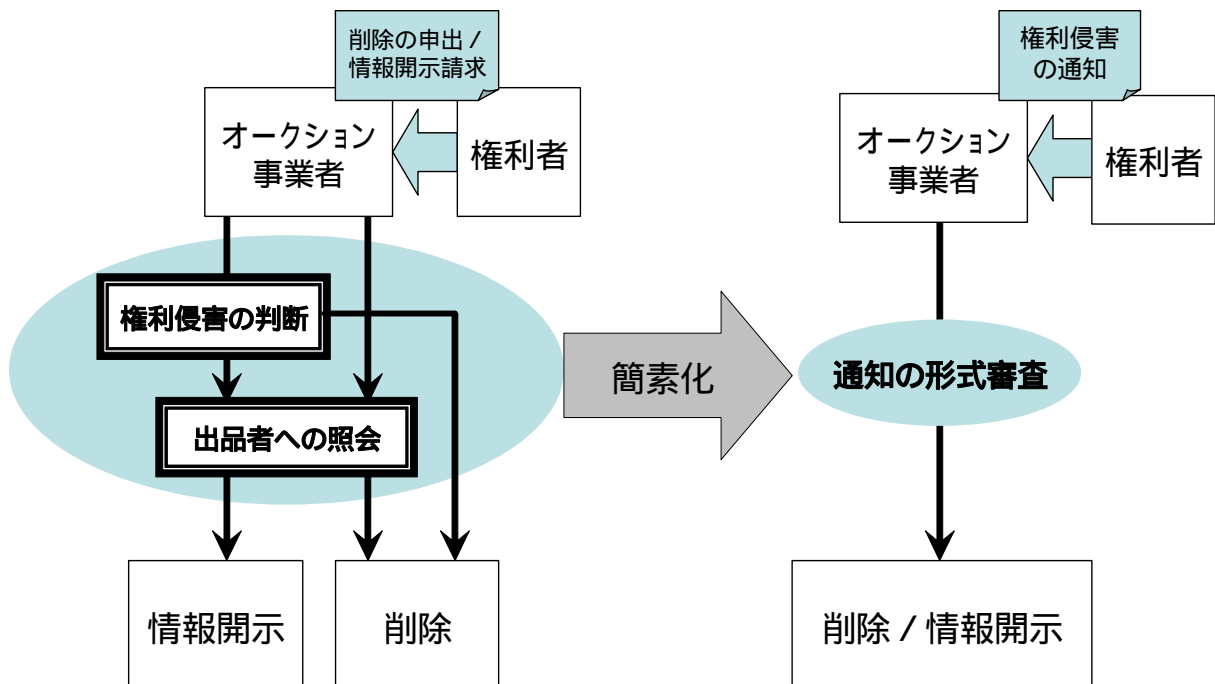 削除の申出 /
情報開示請求
オークション
事業者
権利者
権利侵害の判断
出品者への照会
情報開示
削除
簡素化
権利侵害
の通知
オークション
事業者
権利者
通知の形式審査
削除 / 情報開示